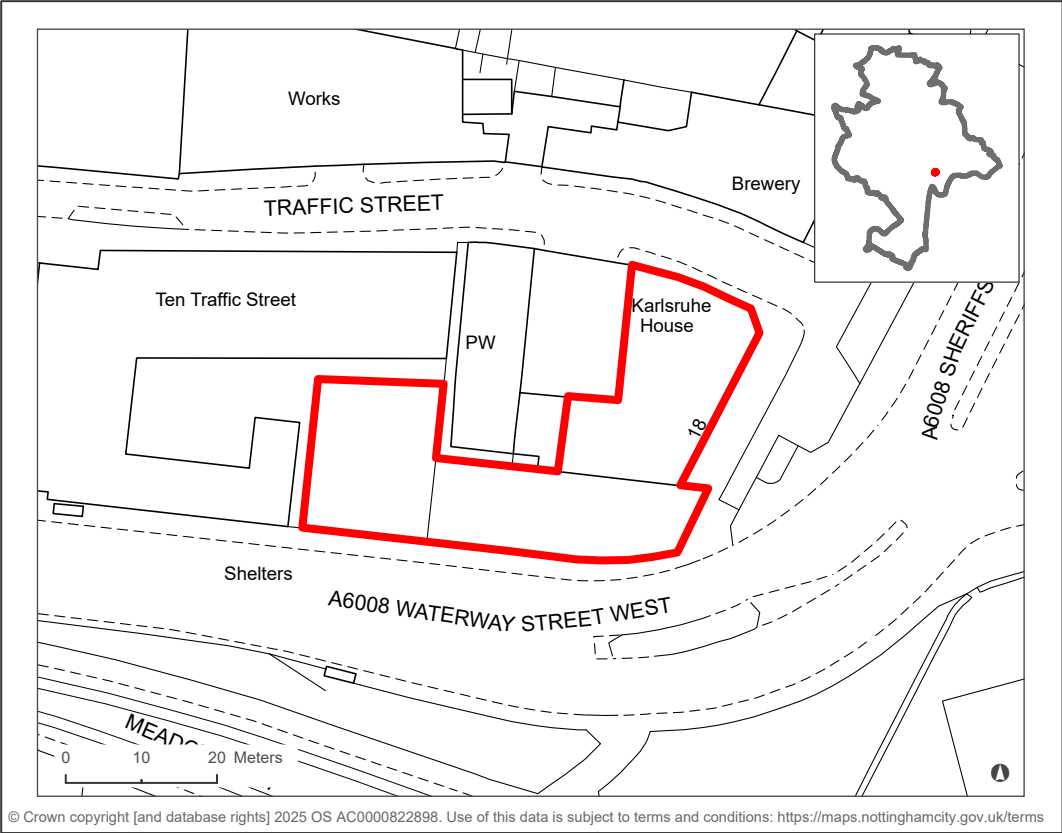 Works
Brewery
TRAFFIC STREET
Ten Traffic Street
Karlsruhe
House
PW
18
A6008 SHERIFFS
Shelters
A6008 WATERWAY STREET WEST
0 10 20 Meters
© Crown copyright [and database rights] 2025 OS AC0000822898. Use of this data is subject to terms and conditions: https://maps.nottinghamcity.gov.uk/terms